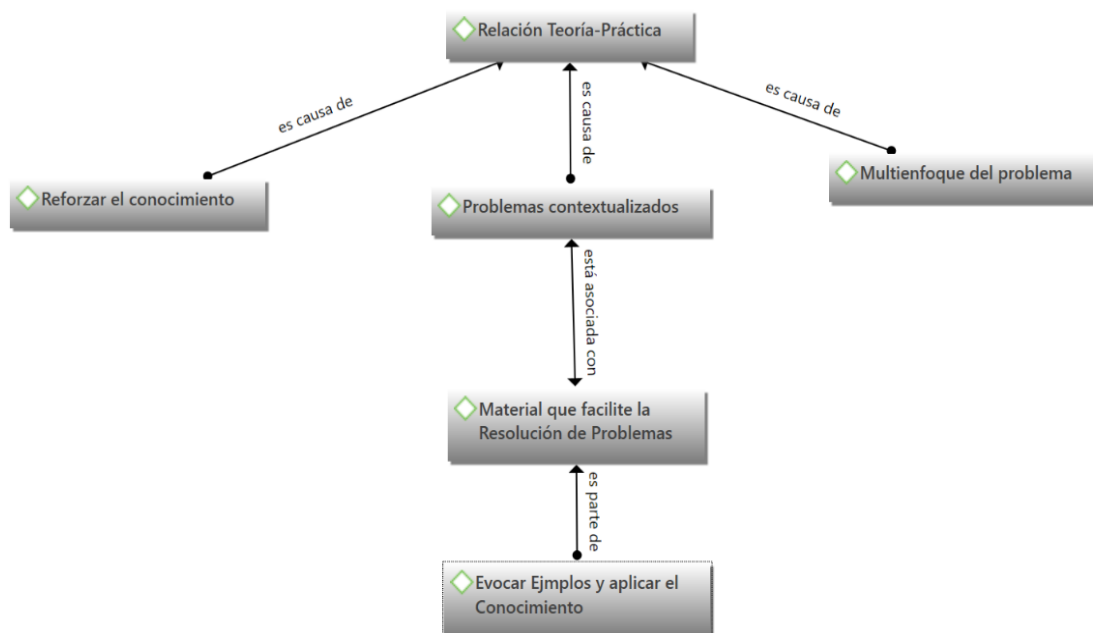 Relación Teoría-Práctica
es causa de
es causa de
es causa de
Reforzar el conocimiento
Problemas contextualizados
Multienfoque del problema
está asociada con
Material que facilite la
Resolución de Problemas
es parte de
Evocar Ejmplos y aplicar el
Conocimiento